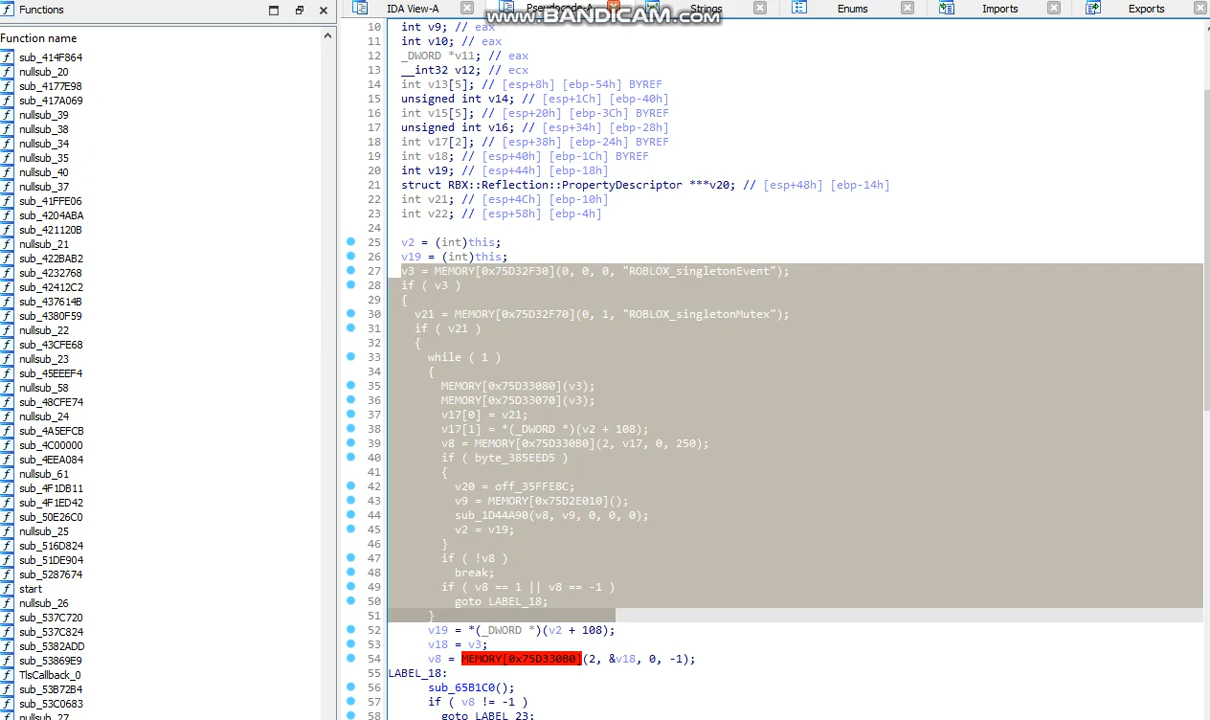 Functions
Function name
sub_414F864
nullsub_20
sub_4177E98
sub_417A069
nullsub_39
nullsub_38
nullsub_34
nullsub_35
nullsub_40
nullsub_37
sub_41FFE06
sub_4204ABA
sub_421120B
nullsub_21
sub_422BAB2
sub_4232768
sub_42412C2
sub_437614B
sub_4380F59
nullsub_22
sub_43CFE68
nullsub_23
sub_45EEEF4
nullsub_58
sub_48CFE74
nullsub_24
sub_4A5EFCB
sub_4C00000
sub_4EEA084
nullsub_61
sub_4F1DB11
sub_4F1ED42
sub_50E26C0
nullsub_25
sub_516D824
sub_51DE904
sub_5287674
start
nullsub_26
sub_537C720
sub_537C824
sub_5382ADD
sub_53869E9
TlsCallback_0
sub_53B72B4
sub_53C0683
nullsub_27
IDA View-A
Pseudocode-A
Strings
Enums
Imports
Exports
www.BANDICAM.com
10 int v9; // eax
11 int v10; // eax
12 _DWORD *v11; // eax
13 __int32 v12; // ecx
14 int v13[5]; // [esp+8h] [ebp-54h] BYREF
15 unsigned int v14; // [esp+1Ch] [ebp-40h]
16 int v15[5]; // [esp+20h] [ebp-3Ch] BYREF
17 unsigned int v16; // [esp+34h] [ebp-28h]
18 int v17[2]; // [esp+38h] [ebp-24h] BYREF
19 int v18; // [esp+40h] [ebp-1Ch] BYREF
20 int v19; // [esp+44h] [ebp-18h]
21 struct RBX::Reflection::PropertyDescriptor ***v20; // [esp+48h] [ebp-14h]
22 int v21; // [esp+4Ch] [ebp-10h]
23 int v22; // [esp+58h] [ebp-4h]
24
25 v2 = (int)this;
26 v19 = (int)this;
27 v3 = MEMORY[0x75D32F30](0, 0, 0, "ROBLOX_singletonEvent");
28 if ( v3 )
29 {
30 v21 = MEMORY[0x75D32F70](0, 1, "ROBLOX_singletonMutex");
31 if ( v21 )
32 {
33 while ( 1 )
34 {
35 MEMORY[0x75D33080](v3);
36 MEMORY[0x75D33070](v3);
37 v17[0] = v21;
38 v17[1] = *(_DWORD *)(v2 + 108);
39 v8 = MEMORY[0x75D330B0](2, v17, 0, 250);
40 if ( byte_385EED5 )
41 {
42 v20 = off_35FFE8C;
43 v9 = MEMORY[0x75D2E010]();
44 sub_1D44A90(v8, v9, 0, 0, 0);
45 v2 = v19;
46 }
47 if ( !v8 )
48 break;
49 if ( v8 == 1 || v8 == -1 )
50 goto LABEL_18;
51 }
52 v19 = *(_DWORD *)(v2 + 108);
53 v18 = v3;
54 v8 = MEMORY[0x75D330B0](2, &v18, 0, -1);
55 LABEL_18:
56 sub_65B1C0();
57 if ( v8 != -1 )
58 goto LABEL_23;